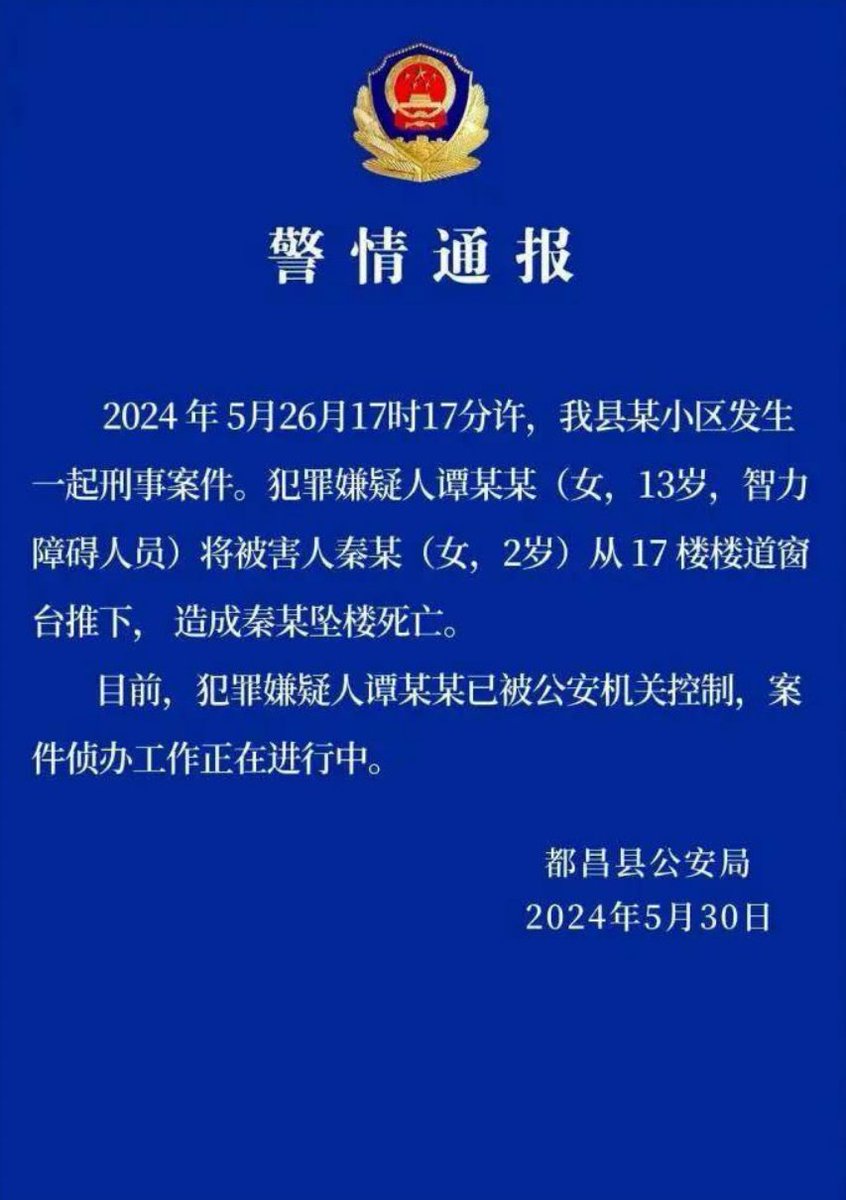 警情通报
2024 年 5月26月17时17分许，我县某小区发生
一起刑事案件。犯罪嫌疑人谭某某（女，13岁，智力
障碍人员）将被害人秦某（女，2岁）从 17 楼楼道窗
台推下， 造成秦某坠楼死亡。
目前，犯罪嫌疑人谭某某已被公安机关控制，案
件侦办工作正在进行中。
都昌县公安局
2024年5月30日